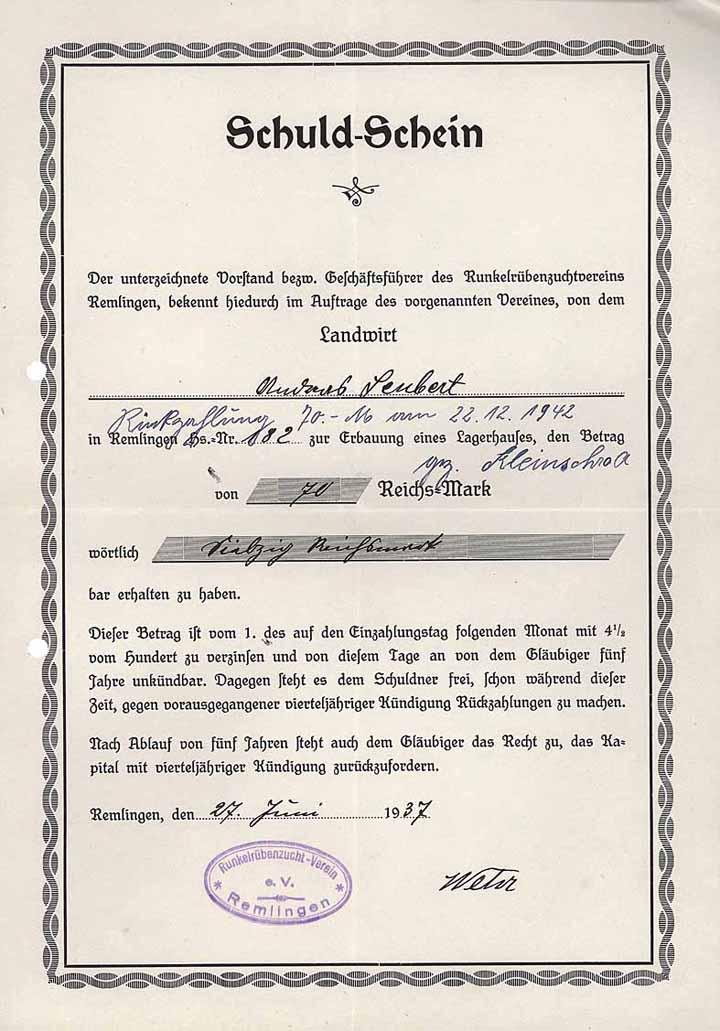 Schuld-Schein
Der unterzeichnete Vorstand bezw. Geschäftsführer des Runkelrübenzuchtvereins
Remlingen, bekennt hiedurch im Auftrage des vorgenannten Vereines, von dem
Landwirt
Andreas Seubert
Rückzahlung 70.- M am 22.12.1942
in Remlingen Hs.-Nr. 182 zur Erbauung eines Lagerhauses, den Betrag
gz. Kleinschrod
von 70 Reichs-Mark
wörtlich Siebzig Reichsmark
bar erhalten zu haben.
Dieser Betrag ist vom 1. des auf den Einzahlungstag folgenden Monat mit 4½
vom Hundert zu verzinsen und von diesem Tage an von dem Gläubiger fünf
Jahre unkündbar. Dagegen steht es dem Schuldner frei, schon während dieser
Zeit, gegen vorausgegangener vierteljähriger Kündigung Rückzahlungen zu machen.
Nach Ablauf von fünf Jahren steht auch dem Gläubiger das Recht zu, das Ka-
pital mit vierteljähriger Kündigung zurückzufordern.
Remlingen, den 27. Juni 1937
Runkelrübenzucht-Verein
e. V.
* Remlingen *